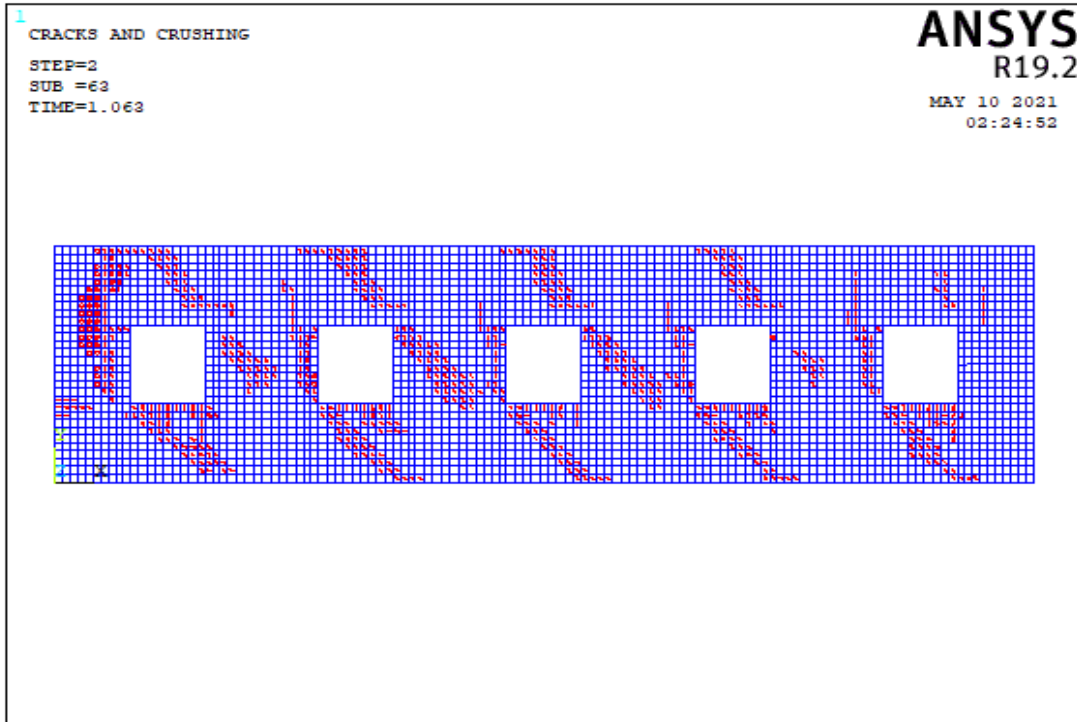 1
CRACKS AND CRUSHING
STEP=2
SUB =63
TIME=1.063
ANSYS
R19.2
MAY 10 2021
02:24:52
Y
Z X